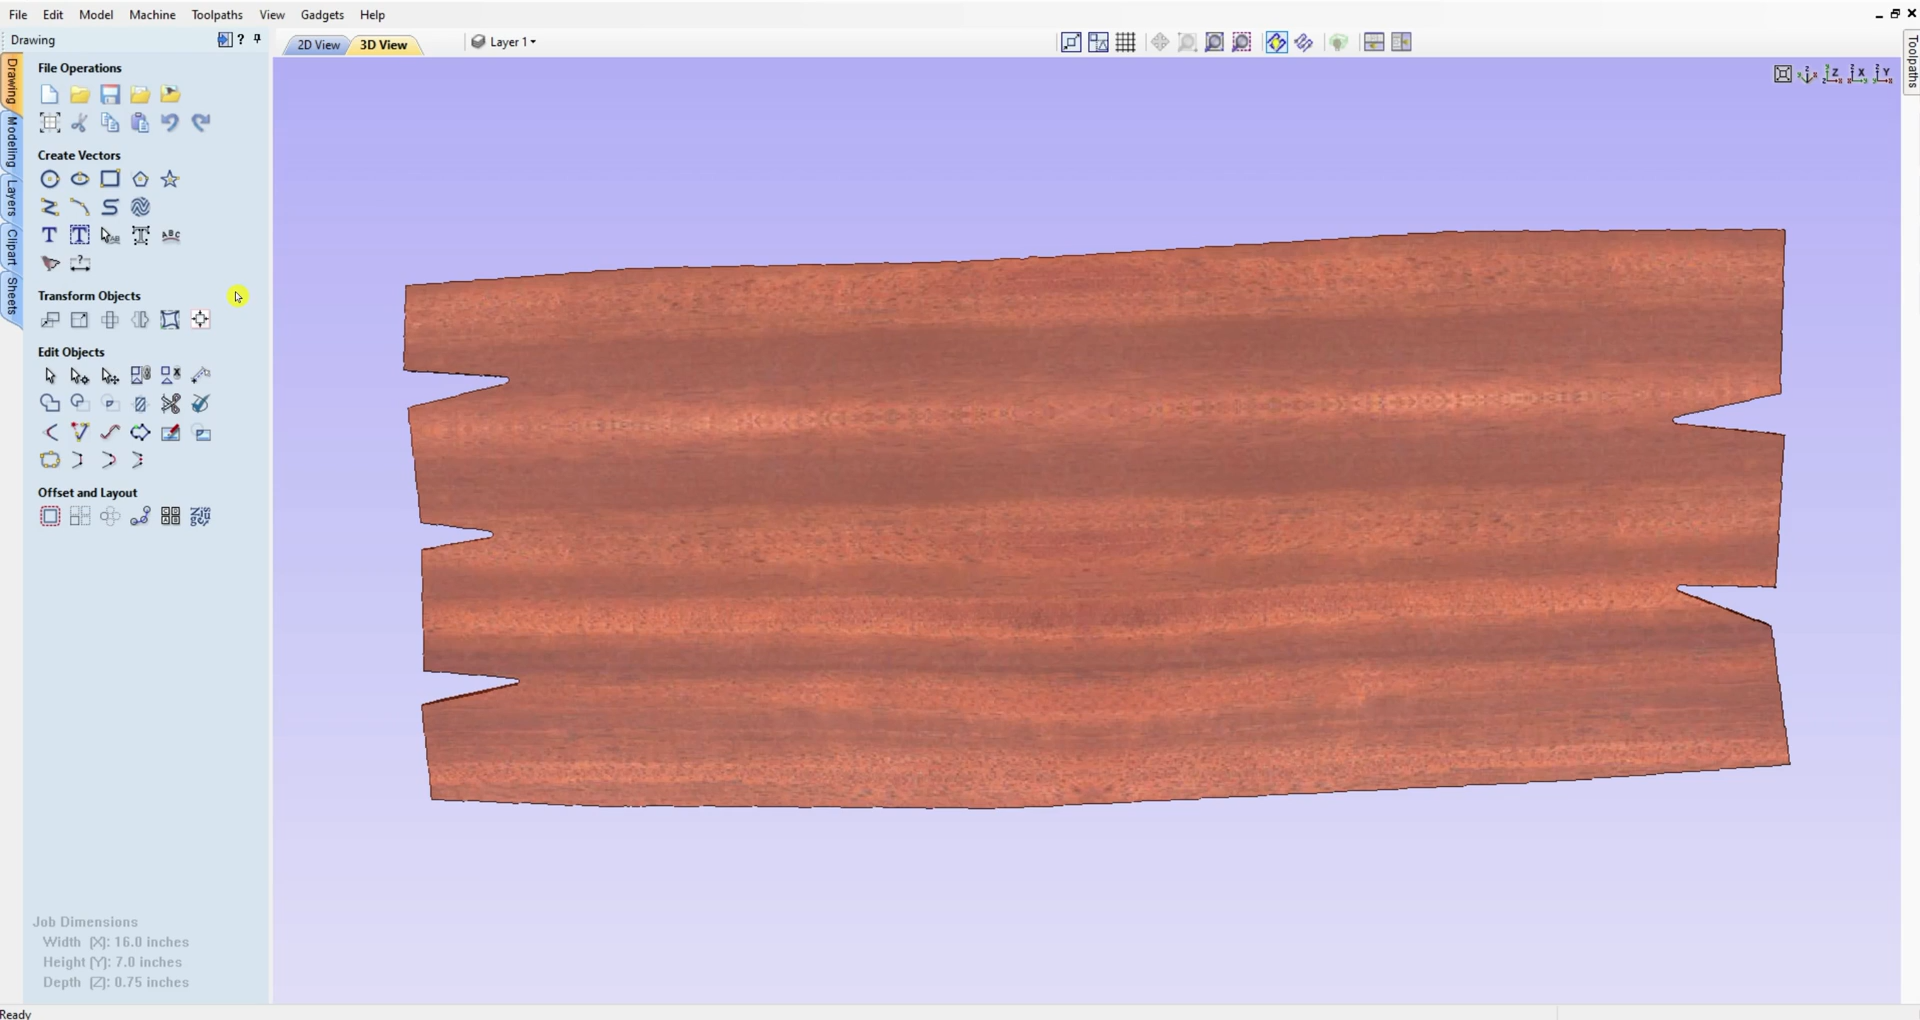 File Edit Model Machine Toolpaths View Gadgets Help
Drawing
2D View 3D View Layer 1
Toolpaths
Drawing
Modeling
Layers
Clipart
Sheets
File Operations
Create Vectors
Transform Objects
Edit Objects
Offset and Layout
Job Dimensions
Width (X): 16.0 inches
Height (Y): 7.0 inches
Depth (Z): 0.75 inches
Ready